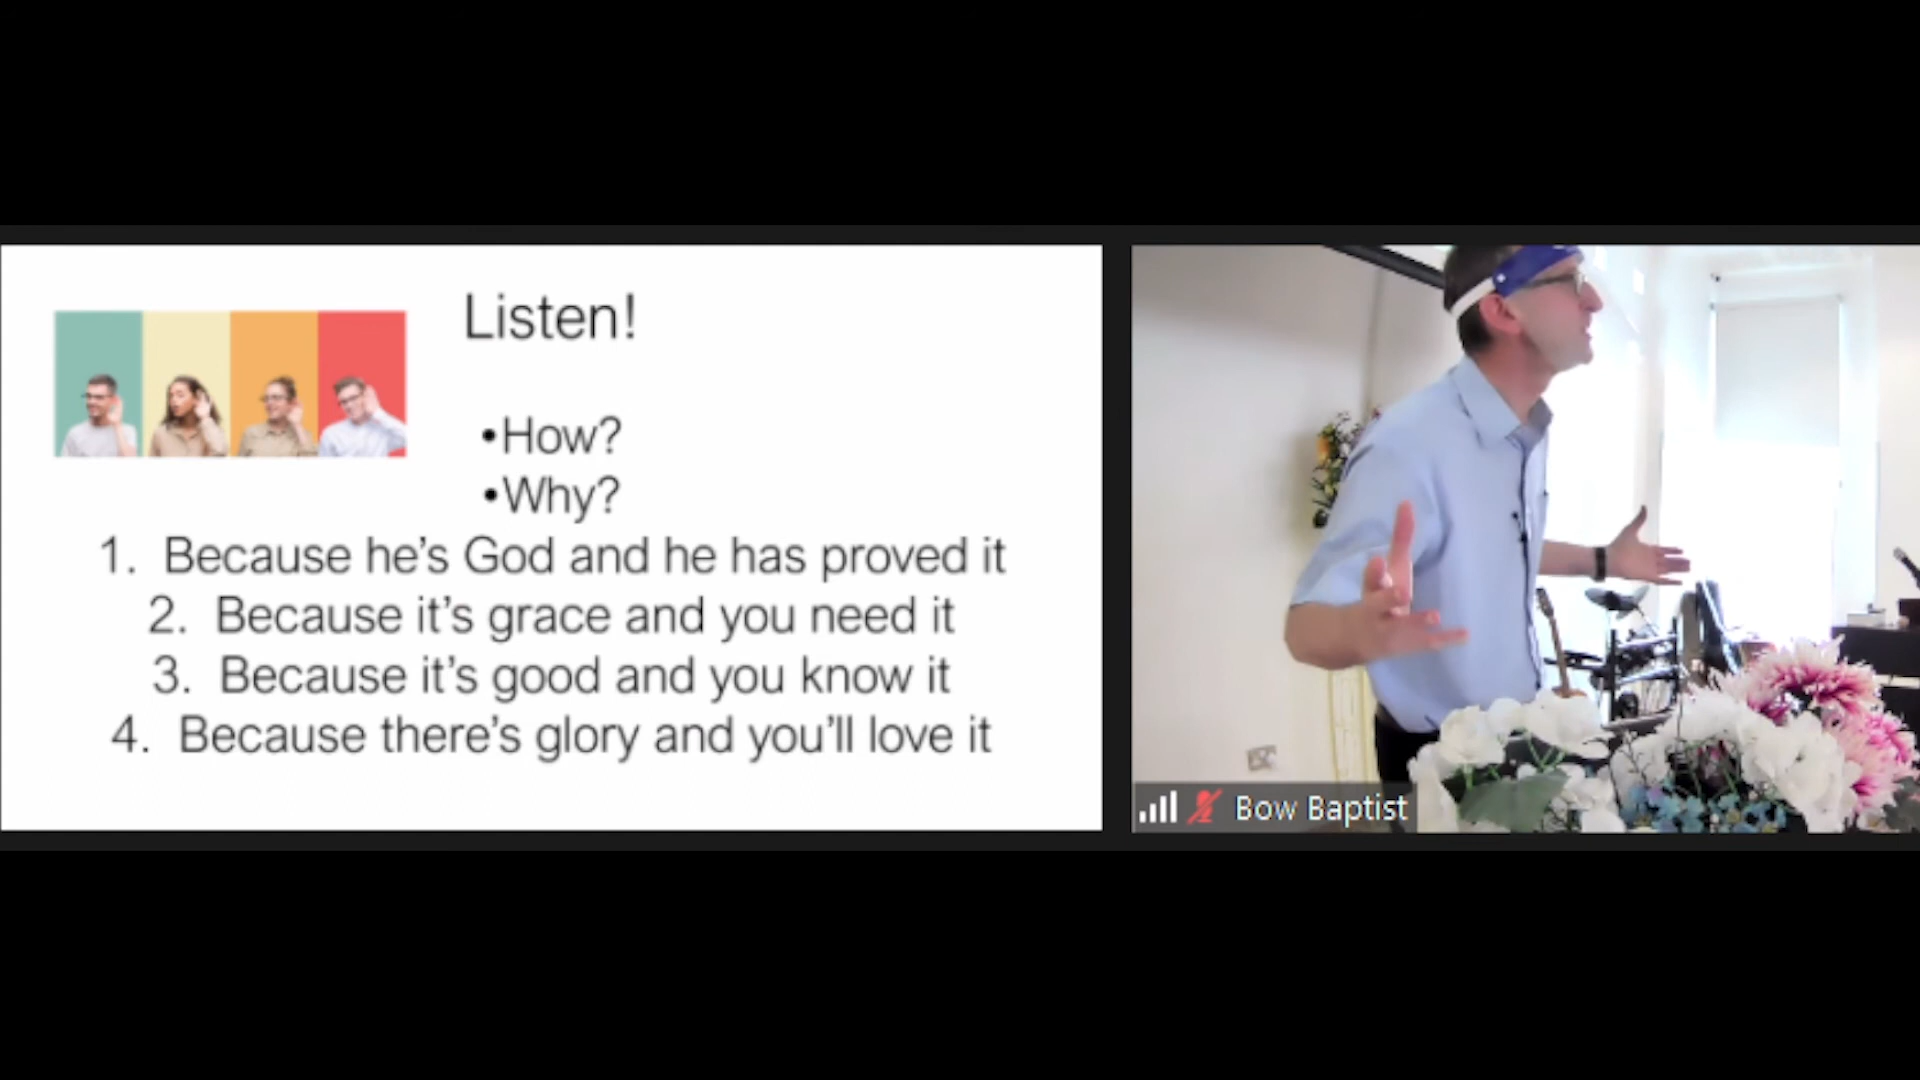 Listen!
•How?
•Why?
1. Because he's God and he has proved it
2. Because it's grace and you need it
3. Because it's good and you know it
4. Because there's glory and you'll love it
Bow Baptist